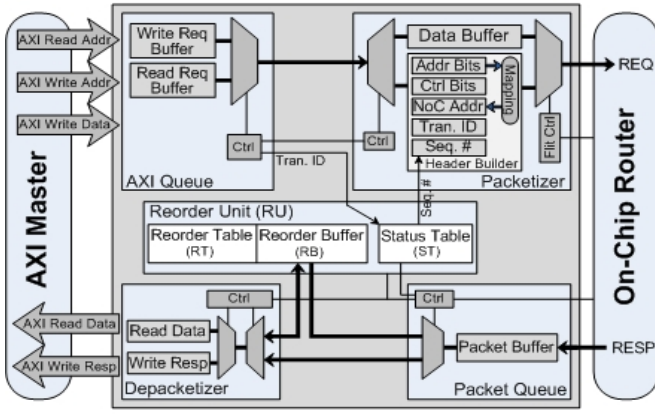 AXI Read Addr
AXI Write Addr
AXI Write Data
AXI Master
AXI Read Data
AXI Write Resp
Write Req
Buffer
Read Req
Buffer
Ctrl
AXI Queue
Tran. ID
Ctrl
Data Buffer
Addr Bits
Ctrl Bits
NoC Addr
Tran. ID
Seq. #
Mapping
Header Builder
Flit Ctrl
Packetizer
Seq. #
Reorder Unit (RU)
Reorder Table
(RT)
Reorder Buffer
(RB)
Status Table
(ST)
Ctrl
Read Data
Write Resp
Depacketizer
Ctrl
Packet Buffer
Packet Queue
REQ
On-Chip Router
RESP